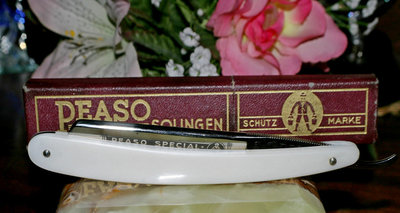 PEASO
SOLINGEN
SCHUTZ MARKE
PEASO SPECIAL